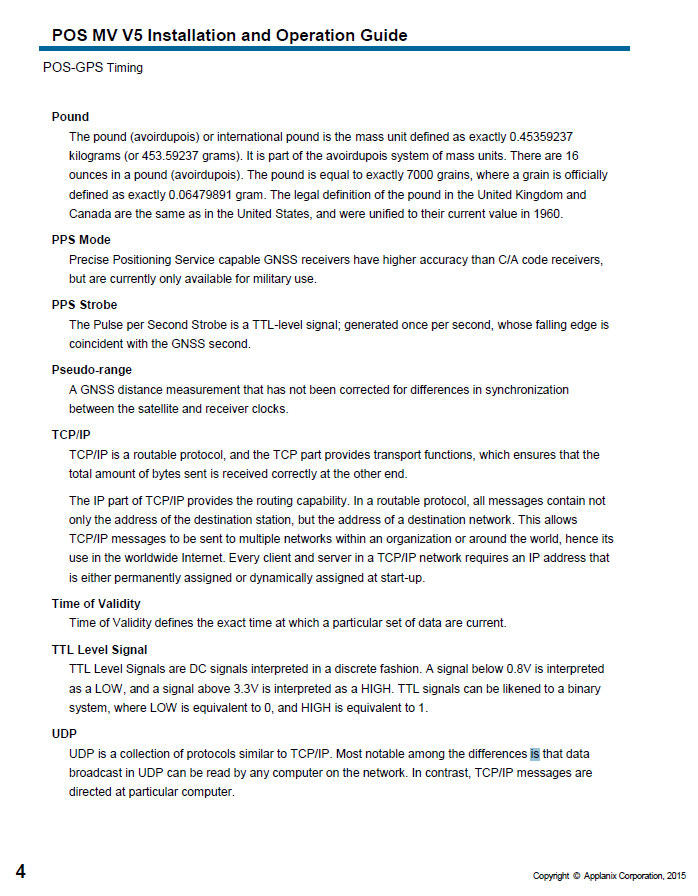 POS MV V5 Installation and Operation Guide
POS-GPS Timing
Pound
The pound (avoirdupois) or international pound is the mass unit defined as exactly 0.45359237
kilograms (or 453.59237 grams). It is part of the avoirdupois system of mass units. There are 16
ounces in a pound (avoirdupois). The pound is equal to exactly 7000 grains, where a grain is officially
defined as exactly 0.06479891 gram. The legal definition of the pound in the United Kingdom and
Canada are the same as in the United States, and were unified to their current value in 1960.
PPS Mode
Precise Positioning Service capable GNSS receivers have higher accuracy than C/A code receivers,
but are currently only available for military use.
PPS Strobe
The Pulse per Second Strobe is a TTL-level signal; generated once per second, whose falling edge is
coincident with the GNSS second.
Pseudo-range
A GNSS distance measurement that has not been corrected for differences in synchronization
between the satellite and receiver clocks.
TCP/IP
TCP/IP is a routable protocol, and the TCP part provides transport functions, which ensures that the
total amount of bytes sent is received correctly at the other end.
The IP part of TCP/IP provides the routing capability. In a routable protocol, all messages contain not
only the address of the destination station, but the address of a destination network. This allows
TCP/IP messages to be sent to multiple networks within an organization or around the world, hence its
use in the worldwide Internet. Every client and server in a TCP/IP network requires an IP address that
is either permanently assigned or dynamically assigned at start-up.
Time of Validity
Time of Validity defines the exact time at which a particular set of data are current.
TTL Level Signal
TTL Level Signals are DC signals interpreted in a discrete fashion. A signal below 0.8V is interpreted
as a LOW, and a signal above 3.3V is interpreted as a HIGH. TTL signals can be likened to a binary
system, where LOW is equivalent to 0, and HIGH is equivalent to 1.
UDP
UDP is a collection of protocols similar to TCP/IP. Most notable among the differences is that data
broadcast in UDP can be read by any computer on the network. In contrast, TCP/IP messages are
directed at particular computer.
4
Copyright © Applanix Corporation, 2015